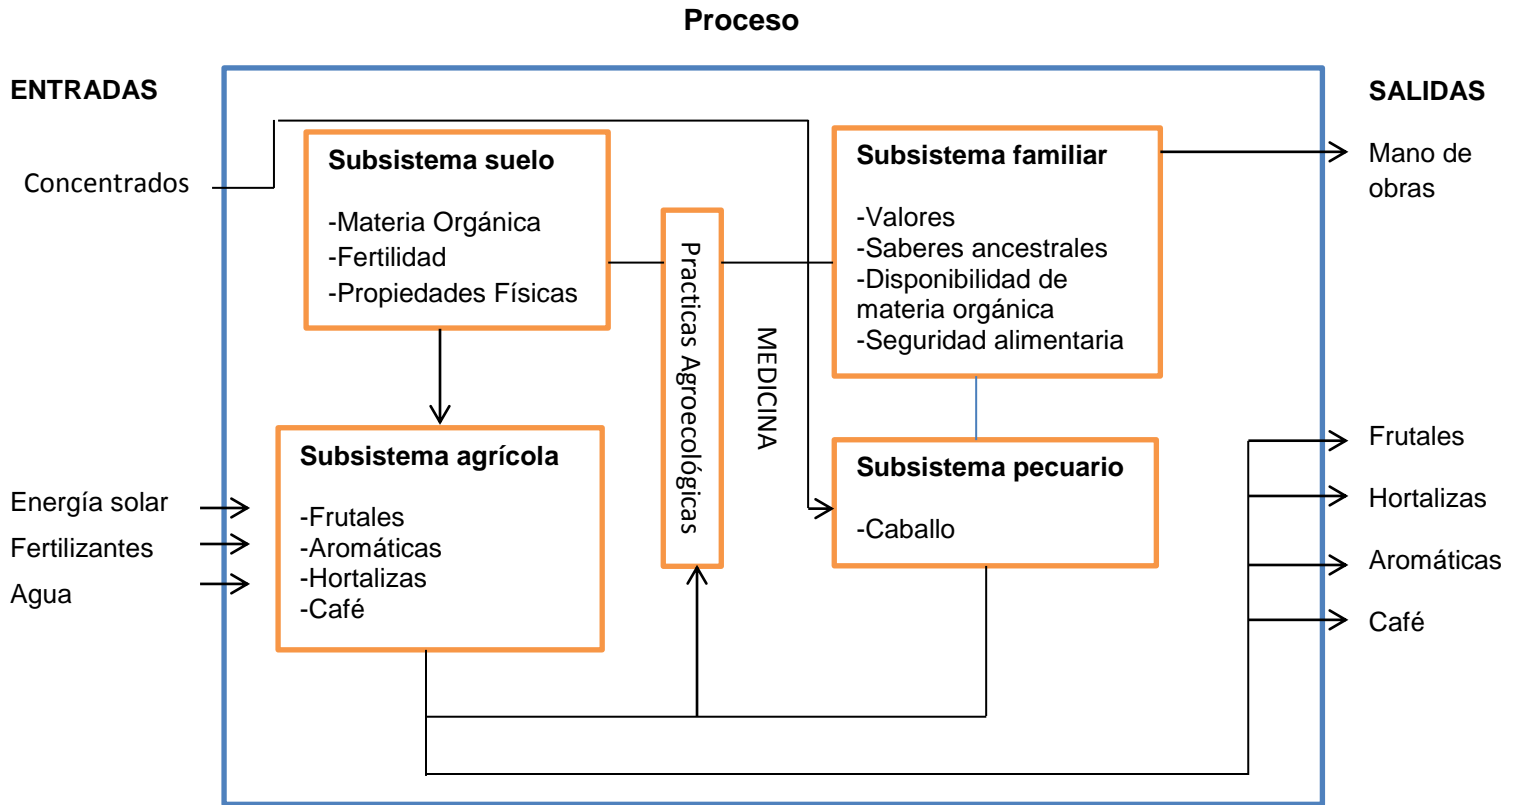 Proceso
ENTRADAS
Concentrados
Energía solar
Fertilizantes
Agua
Subsistema suelo
-Materia Orgánica
-Fertilidad
-Propiedades Físicas
Subsistema agrícola
-Frutales
-Aromáticas
-Hortalizas
-Café
Practicas Agroecológicas
MEDICINA
Subsistema familiar
-Valores
-Saberes ancestrales
-Disponibilidad de
materia orgánica
-Seguridad alimentaria
Subsistema pecuario
-Caballo
SALIDAS
Mano de
obras
Frutales
Hortalizas
Aromáticas
Café